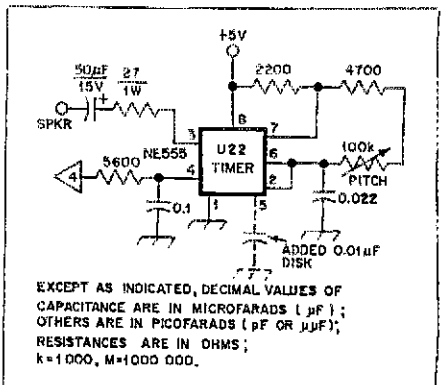 +5V
50µF
15V
+
27
1W
2200
4700
SPKR
8
7
3
NE555
U22
TIMER
6
100k
PITCH
4
5600
4
2
0.022
0.1
1
5
ADDED 0.01µF
DISK
EXCEPT AS INDICATED, DECIMAL VALUES OF
CAPACITANCE ARE IN MICROFARADS (µF);
OTHERS ARE IN PICOFARADS (pF OR µµF);
RESISTANCES ARE IN OHMS;
k=1000, M=1000 000.